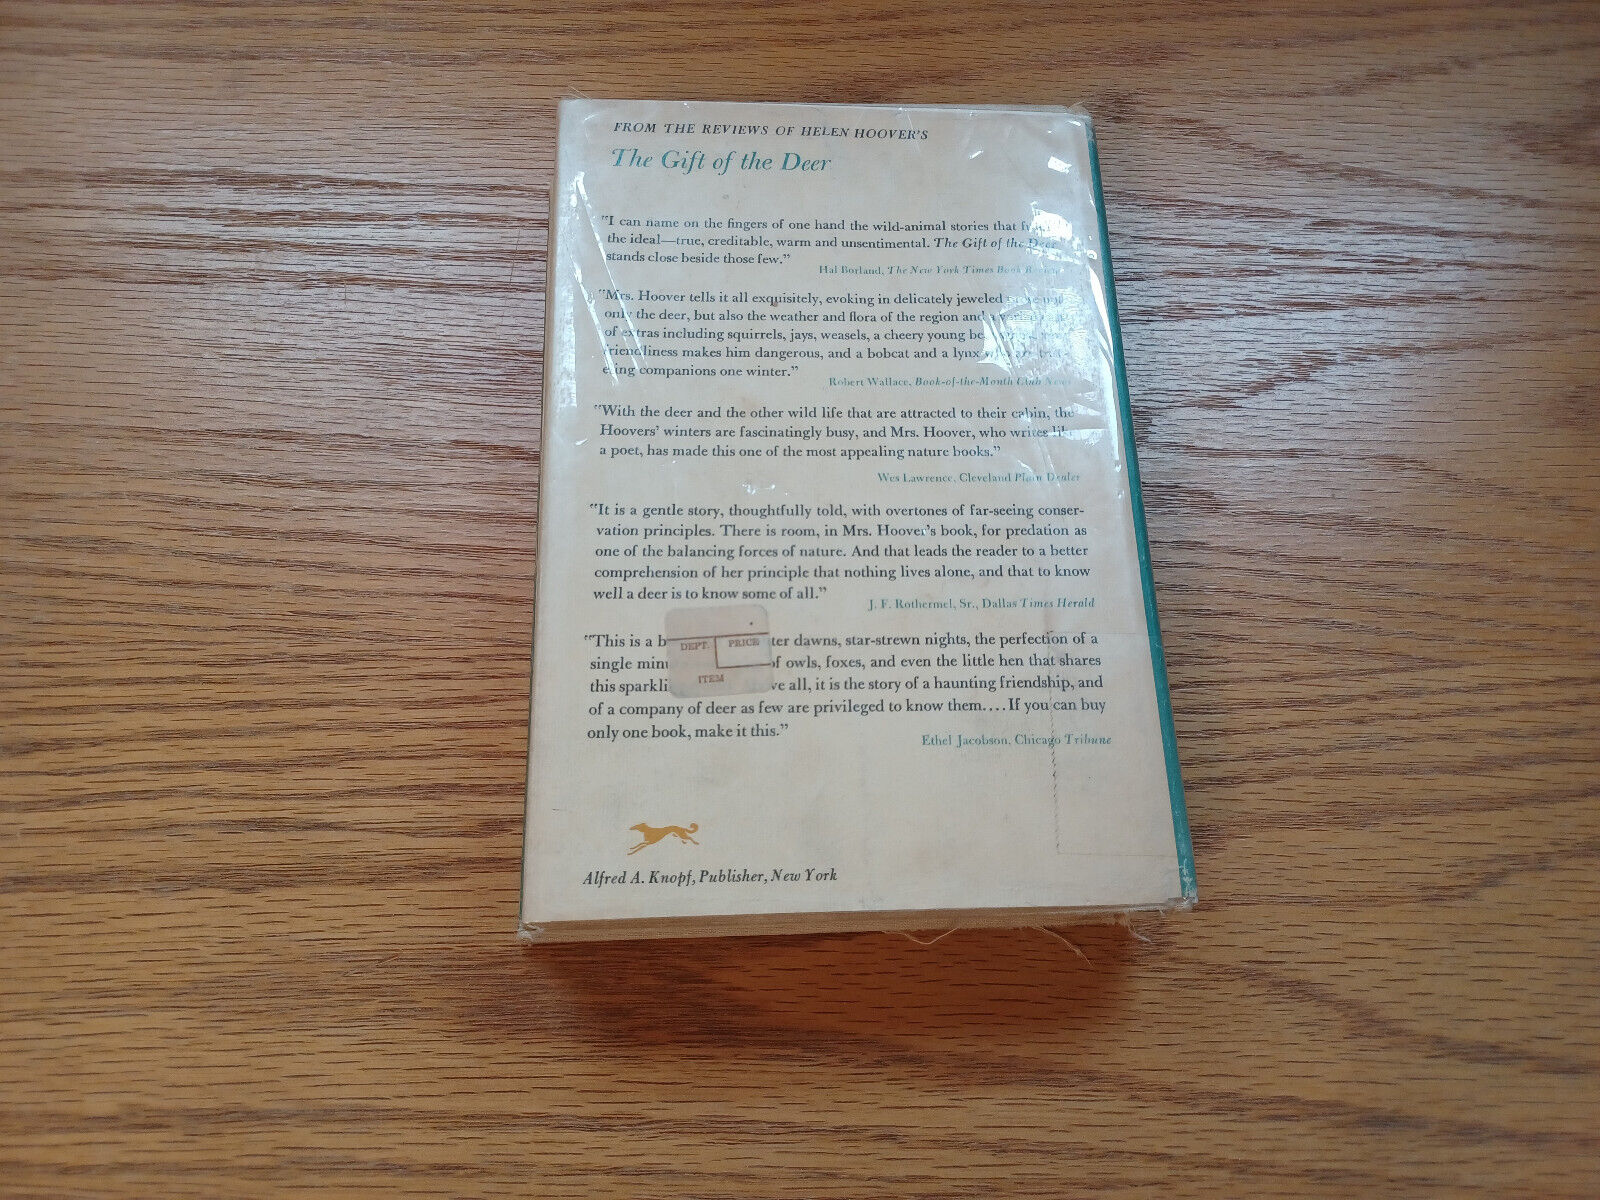 FROM THE REVIEWS OF HELEN HOOVER'S
The Gift of the Deer
"I can name on the fingers of one hand the wild-animal stories that
the ideal—true, creditable, warm and unsentimental. The Gift of the Deer
stands close beside those few."
Hal Borland, The New York Times Book Review
"Mrs. Hoover tells it all exquisitely, evoking in delicately jeweled
only the deer, but also the weather and flora of the region and a
of extras including squirrels, jays, weasels, a cheery young
friendliness makes him dangerous, and a bobcat and a lynx who are
ing companions one winter."
Robert Wallace, Book-of-the-Month Club News
"With the deer and the other wild life that are attracted to their cabin, the
Hoovers' winters are fascinatingly busy, and Mrs. Hoover, who writes like
a poet, has made this one of the most appealing nature books."
Wes Lawrence, Cleveland Plain Dealer
"It is a gentle story, thoughtfully told, with overtones of far-seeing conser-
vation principles. There is room, in Mrs. Hoover's book, for predation as
one of the balancing forces of nature. And that leads the reader to a better
comprehension of her principle that nothing lives alone, and that to know
well a deer is to know some of all."
J. F. Rothermel, Sr., Dallas Times Herald
"This is a b ter dawns, star-strewn nights, the perfection of a
single minu of owls, foxes, and even the little hen that shares
this sparkli ve all, it is the story of a haunting friendship, and
of a company of deer as few are privileged to know them....If you can buy
only one book, make it this."
Ethel Jacobson, Chicago Tribune
DEPT. PRICE
ITEM
Alfred A. Knopf, Publisher, New York